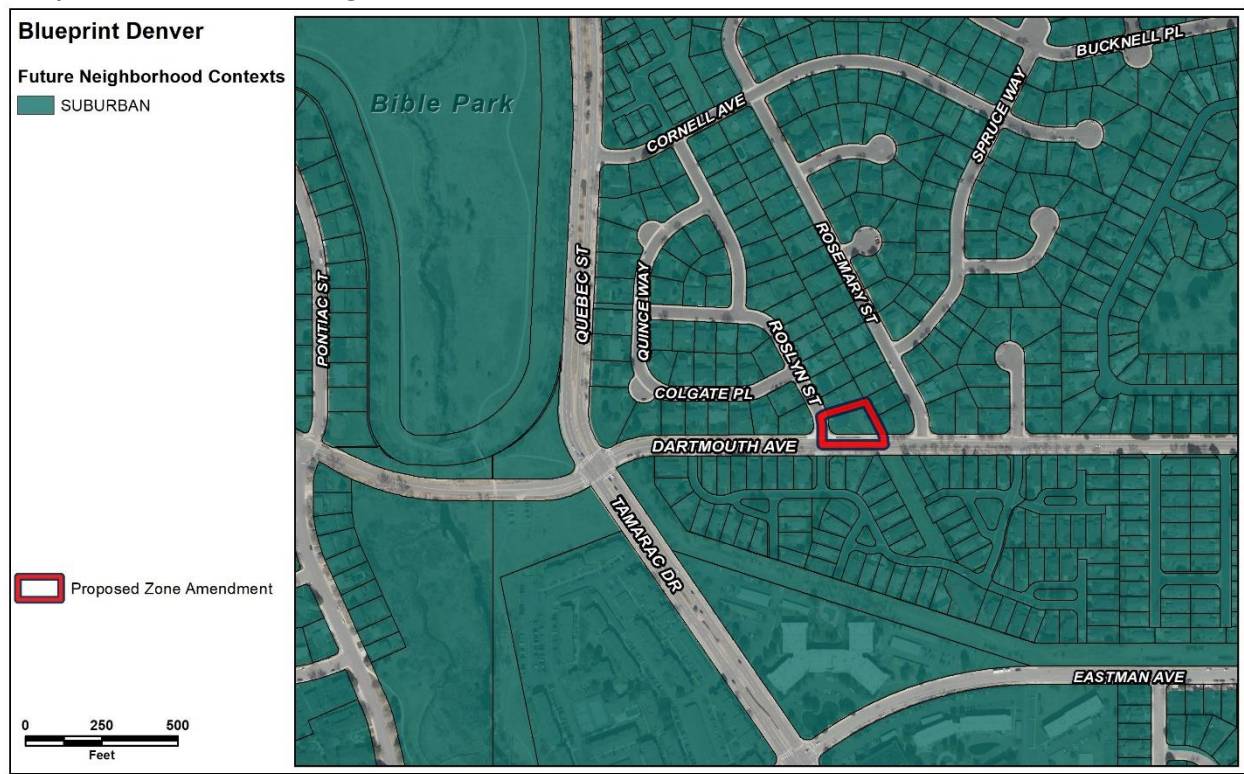 Blueprint Denver
Future Neighborhood Contexts
SUBURBAN
Proposed Zone Amendment
0 250 500
Feet
Bible Park
BUCKNELL PL
CORNELL AVE
SPRUCE WAY
PONTIAC ST
QUEBEC ST
QUINCE WAY
ROSEMARY ST
ROSLYN ST
COLGATE PL
DARTMOUTH AVE
TAMARAC DR
EASTMAN AVE